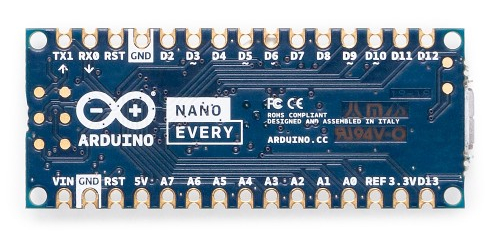 TX1 RX0 RST GND D2 D3~ D4 D5~ D6~ D7 D8 D9~ D10~ D11 D12
NANO
EVERY
ARDUINO
FC CE
ROHS COMPLIANT
DESIGNED AND ASSEMBLED IN ITALY
ARDUINO.CC
94V-0
VIN GND RST 5V A7 A6 A5 A4 A3 A2 A1 A0 REF 3.3V D13